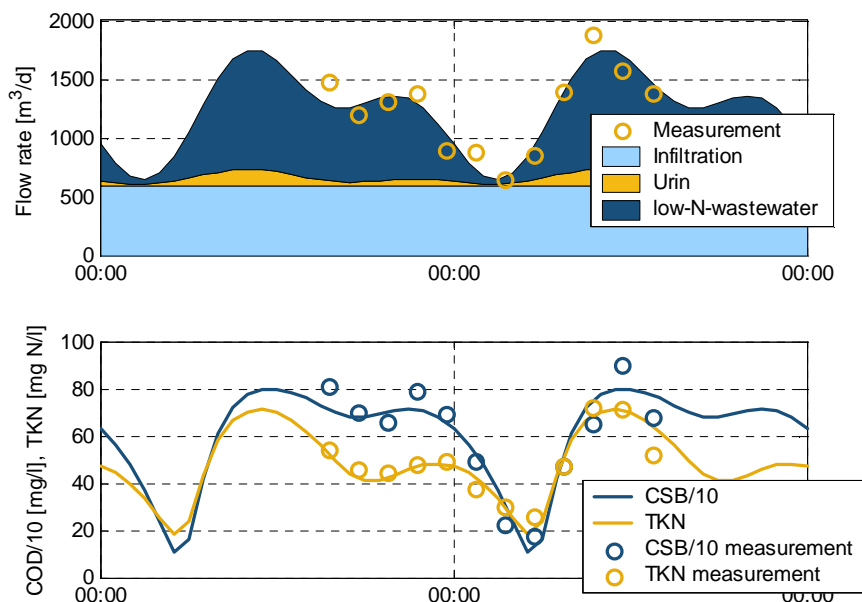 Flow rate [m³/d]
2000
1500
1000
500
0
00:00 00:00 00:00
Measurement
Infiltration
Urin
low-N-wastewater
COD/10 [mg/l], TKN [mg N/l]
100
80
60
40
20
0
00:00 00:00 00:00
CSB/10
TKN
CSB/10 measurement
TKN measurement